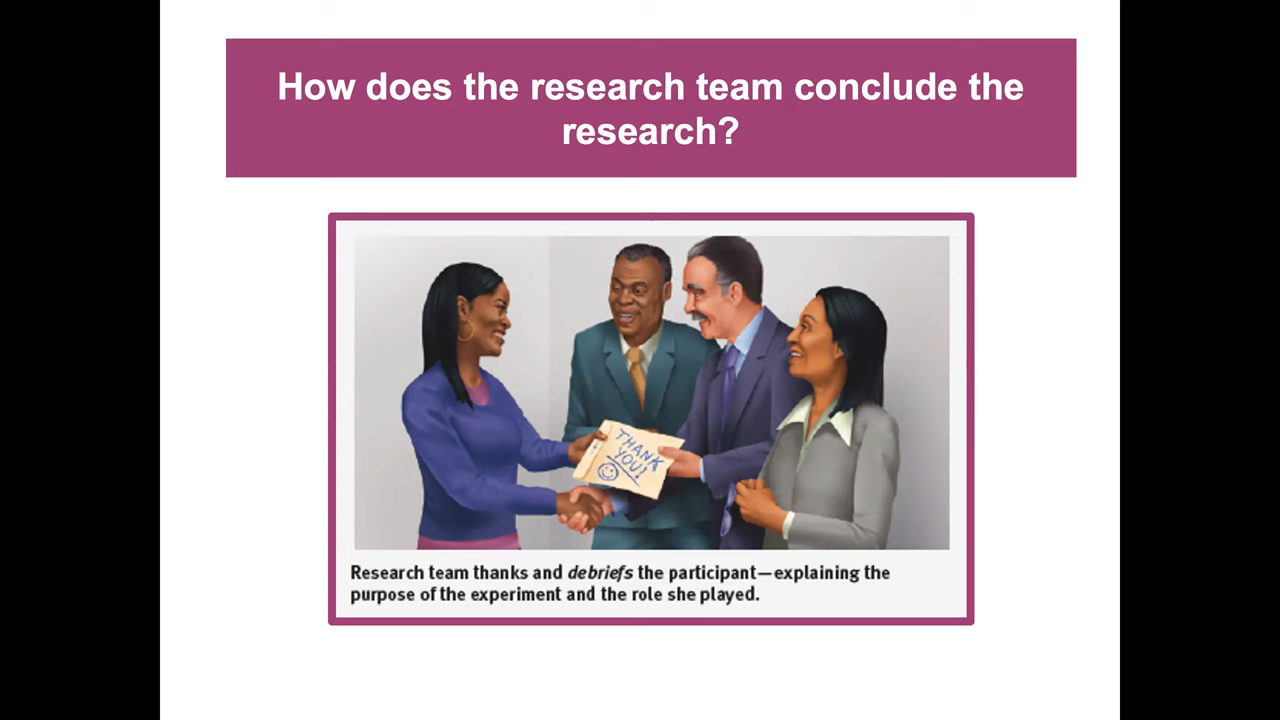 How does the research team conclude the
research?
THANK
YOU!
Research team thanks and debriefs the participant—explaining the
purpose of the experiment and the role she played.